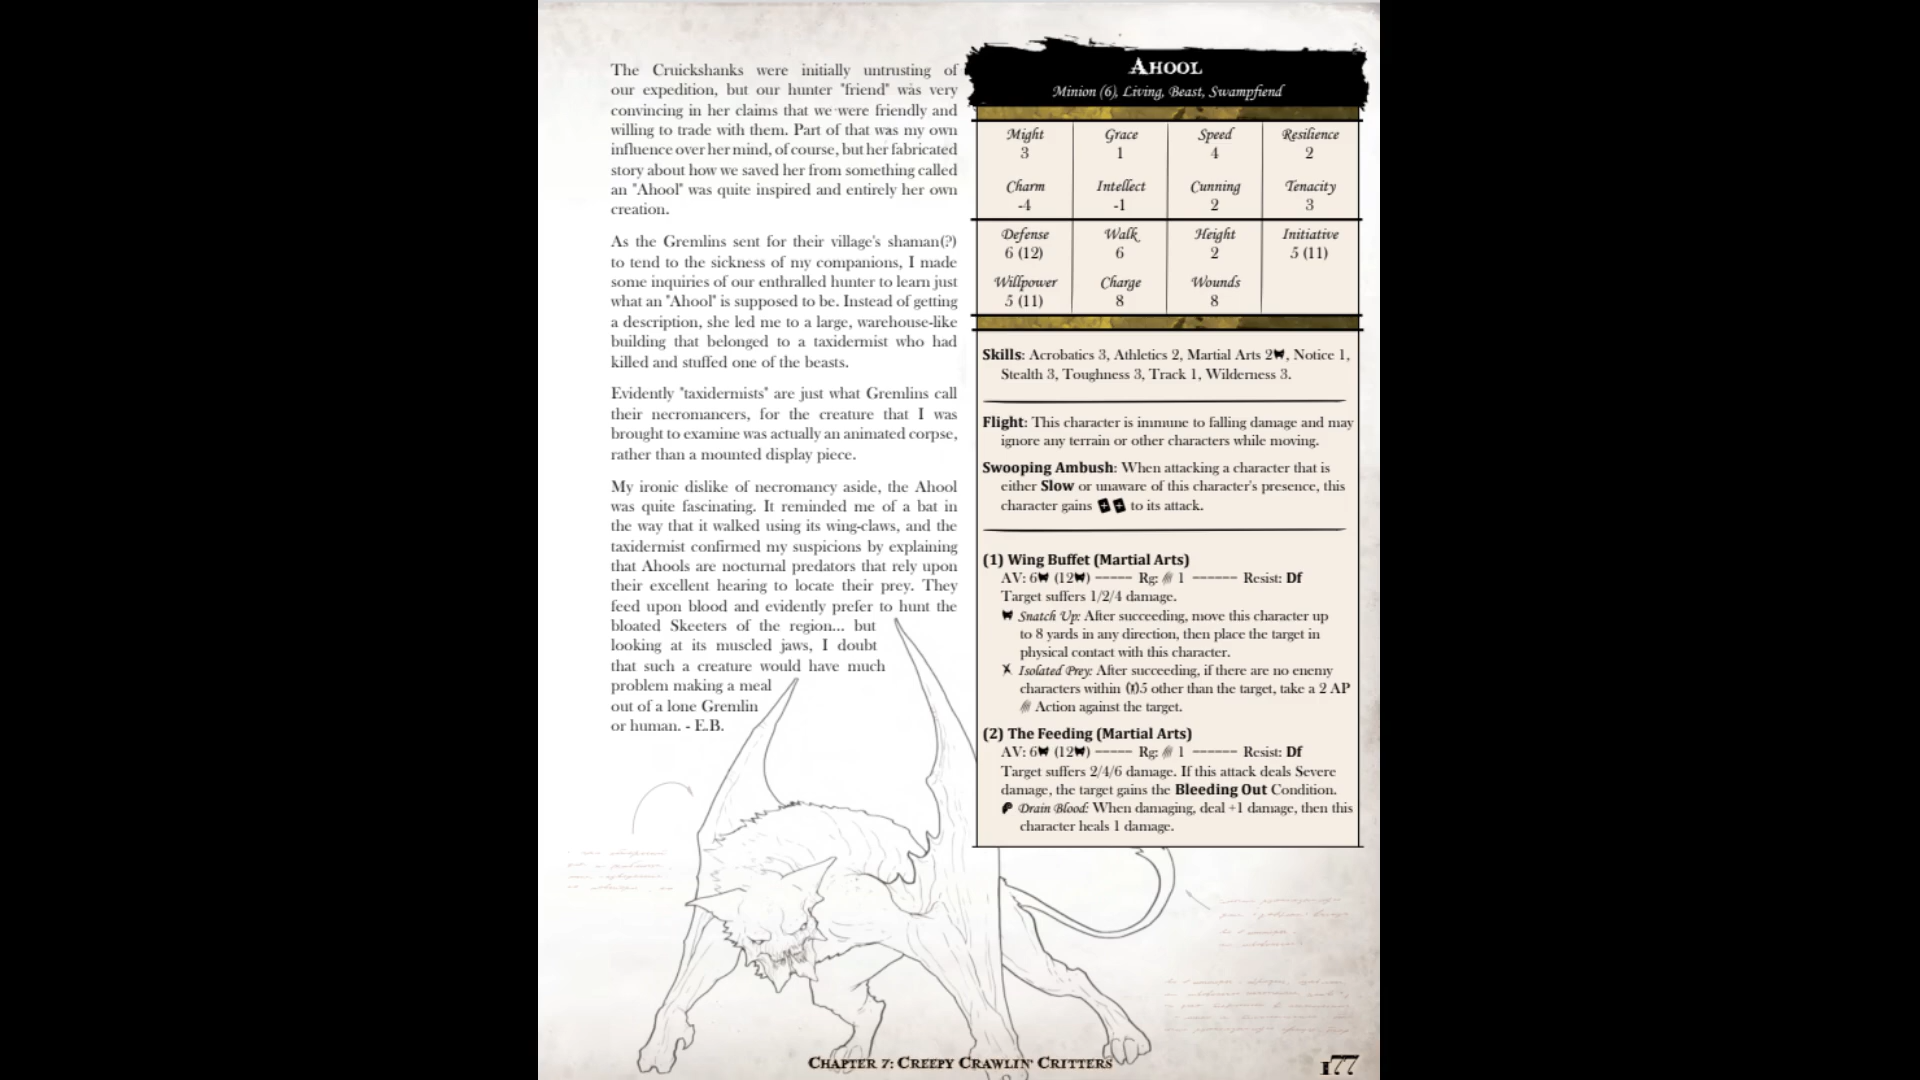 The Cruickshanks were initially untrusting of
our expedition, but our hunter "friend" was very
convincing in her claims that we were friendly and
willing to trade with them. Part of that was my own
influence over her mind, of course, but her fabricated
story about how we saved her from something called
an "Ahool" was quite inspired and entirely her own
creation.
As the Gremlins sent for their village's shaman(?)
to tend to the sickness of my companions, I made
some inquiries of our enthralled hunter to learn just
what an "Ahool" is supposed to be. Instead of getting
a description, she led me to a large, warehouse-like
building that belonged to a taxidermist who had
killed and stuffed one of the beasts.
Evidently "taxidermists" are just what Gremlins call
their necromancers, for the creature that I was
brought to examine was actually an animated corpse,
rather than a mounted display piece.
My ironic dislike of necromancy aside, the Ahool
was quite fascinating. It reminded me of a bat in
the way that it walked using its wing-claws, and the
taxidermist confirmed my suspicions by explaining
that Ahools are nocturnal predators that rely upon
their excellent hearing to locate their prey. They
feed upon blood and evidently prefer to hunt the
bloated Skeeters of the region... but
looking at its muscled jaws, I doubt
that such a creature would have much
problem making a meal
out of a lone Gremlin
or human. - E.B.
Ahool
Minion (6), Living, Beast, Swampfiend
Might Grace Speed Resilience
3 1 4 2
Charm Intellect Cunning Tenacity
-4 -1 2 3
Defense Walk Height Initiative
6 (12) 6 2 5 (11)
Willpower Charge Wounds
5 (11) 8 8
Skills: Acrobatics 3, Athletics 2, Martial Arts 2, Notice 1,
Stealth 3, Toughness 3, Track 1, Wilderness 3.
Flight: This character is immune to falling damage and may
ignore any terrain or other characters while moving.
Swooping Ambush: When attacking a character that is
either Slow or unaware of this character's presence, this
character gains to its attack.
(1) Wing Buffet (Martial Arts)
AV: 6 (12) ----- Rg: 1 ------ Resist: Df
Target suffers 1/2/4 damage.
Snatch Up: After succeeding, move this character up
to 8 yards in any direction, then place the target in
physical contact with this character.
Isolated Prey: After succeeding, if there are no enemy
characters within 5 other than the target, take a 2 AP
Action against the target.
(2) The Feeding (Martial Arts)
AV: 6 (12) ----- Rg: 1 ------ Resist: Df
Target suffers 2/4/6 damage. If this attack deals Severe
damage, the target gains the Bleeding Out Condition.
Drain Blood: When damaging, deal +1 damage, then this
character heals 1 damage.
Chapter 7: Creepy Crawlin' Critters
177